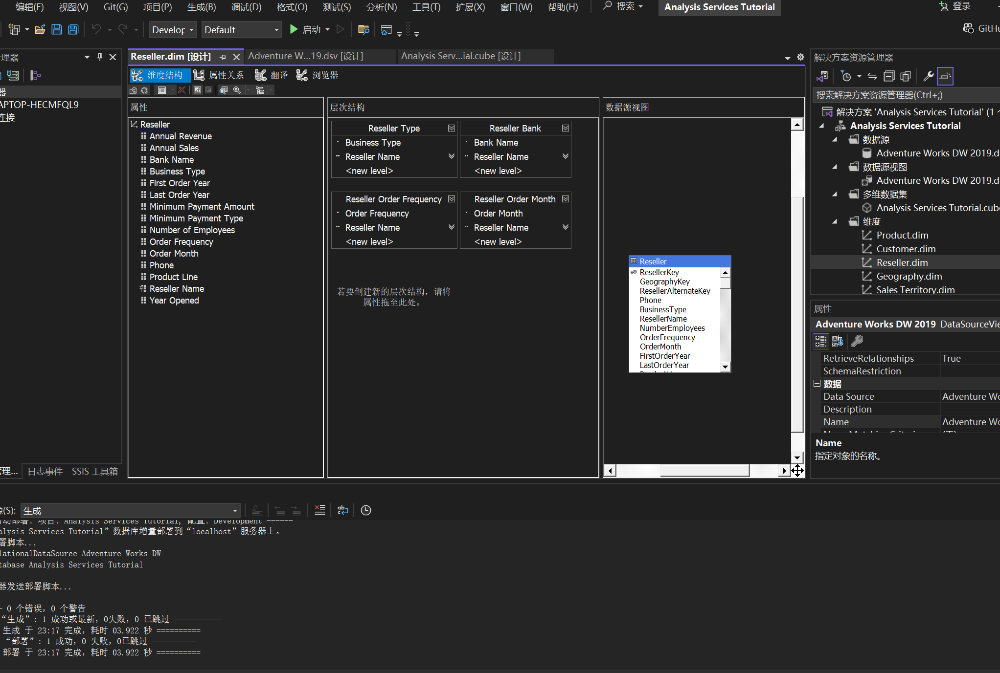 编辑(E) 视图(V) Git(G) 项目(P) 生成(B) 调试(D) 格式(O) 测试(S) 分析(N) 工具(T) 扩展(X) 窗口(W) 帮助(H) 搜索 Analysis Services Tutorial 登录
Develop Default 启动
理器
器
APTOP-HECMFQL9
连接
管理... 日志事件 SSIS 工具箱
Reseller.dim [设计] Adventure W...19.dsv [设计] Analysis Serv...ial.cube [设计]
维度结构 属性关系 翻译 浏览器
属性
Reseller
Annual Revenue
Annual Sales
Bank Name
Business Type
First Order Year
Last Order Year
Minimum Payment Amount
Minimum Payment Type
Number of Employees
Order Frequency
Order Month
Phone
Product Line
Reseller Name
Year Opened
层次结构
Reseller Type
Business Type
Reseller Name
<new level>
Reseller Bank
Bank Name
Reseller Name
<new level>
Reseller Order Frequency
Order Frequency
Reseller Name
<new level>
Reseller Order Month
Order Month
Reseller Name
<new level>
若要创建新的层次结构，请将
属性拖至此处。
数据源视图
Reseller
ResellerKey
GeographyKey
ResellerAlternateKey
Phone
BusinessType
ResellerName
NumberEmployees
OrderFrequency
OrderMonth
FirstOrderYear
LastOrderYear
解决方案资源管理器
搜索解决方案资源管理器(Ctrl+;)
解决方案 'Analysis Services Tutorial' (1
Analysis Services Tutorial
数据源
Adventure Works DW 2019.d
数据源视图
Adventure Works DW 2019.d
多维数据集
Analysis Services Tutorial.cube
维度
Product.dim
Customer.dim
Reseller.dim
Geography.dim
Sales Territory.dim
属性
Adventure Works DW 2019 DataSourceVie
RetrieveRelationships True
SchemaRestriction
数据
Data Source Adventure Wo
Description
Name Adventure Wo
Name
指定对象的名称。
源(S): 生成
启动部署: 项目: Analysis Services Tutorial, 配置: Development ------
alysis Services Tutorial”数据库增量部署到“localhost”服务器上。
署脚本...
lationalDataSource Adventure Works DW
tabase Analysis Services Tutorial
器发送部署脚本...
- 0 个错误，0 个警告
“生成”: 1 成功或最新，0失败，0 已跳过 ===========
生成 于 23:17 完成，耗时 03.922 秒 ==========
“部署”: 1 成功，0 失败，0已跳过 ==========
部署 于 23:17 完成，耗时 03.922 秒 ==========